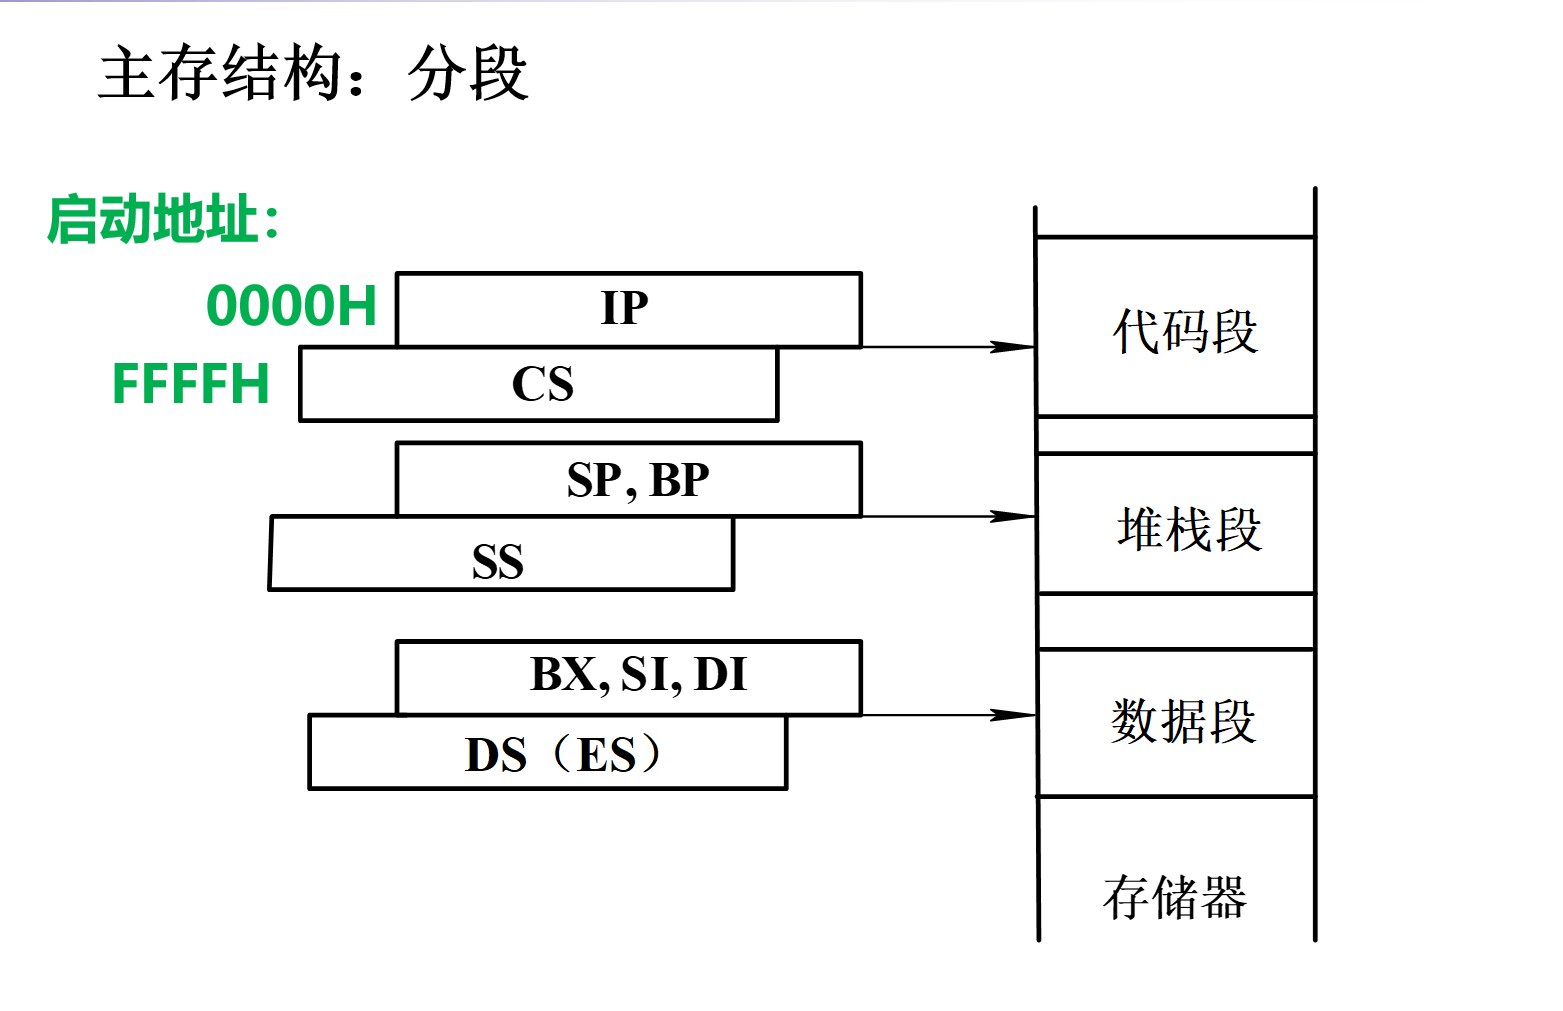 主存结构：分段
启动地址：
0000H
IP
FFFFH
CS
代码段
SP, BP
SS
堆栈段
BX, SI, DI
DS（ES）
数据段
存储器